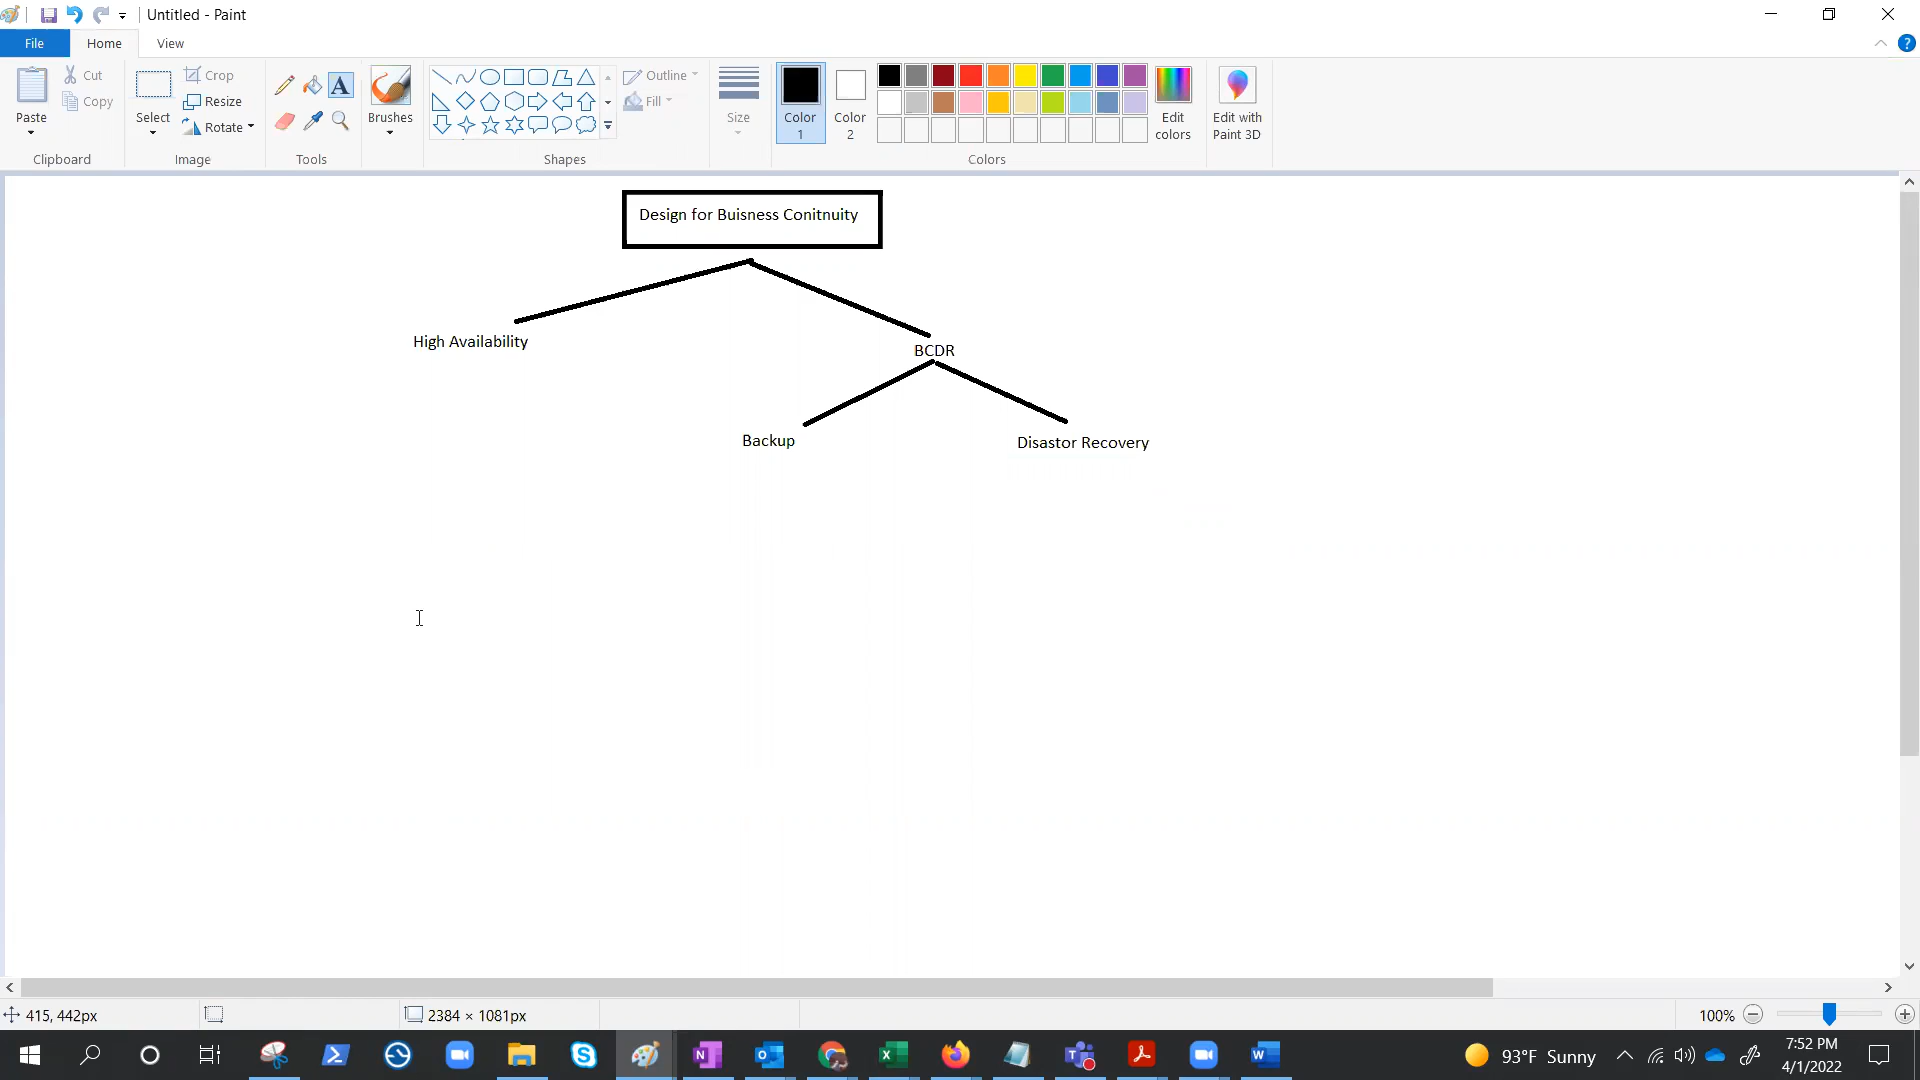 Untitled - Paint
File Home View
Paste Cut Copy Clipboard
Select Crop Resize Rotate Image
Tools
Brushes
Shapes Outline Fill
Size
Color 1 Color 2 Edit colors Colors
Edit with Paint 3D
Design for Buisness Conitnuity
High Availability
BCDR
Backup
Disastor Recovery
415, 442px
2384 × 1081px
100%
93°F Sunny
7:52 PM
4/1/2022